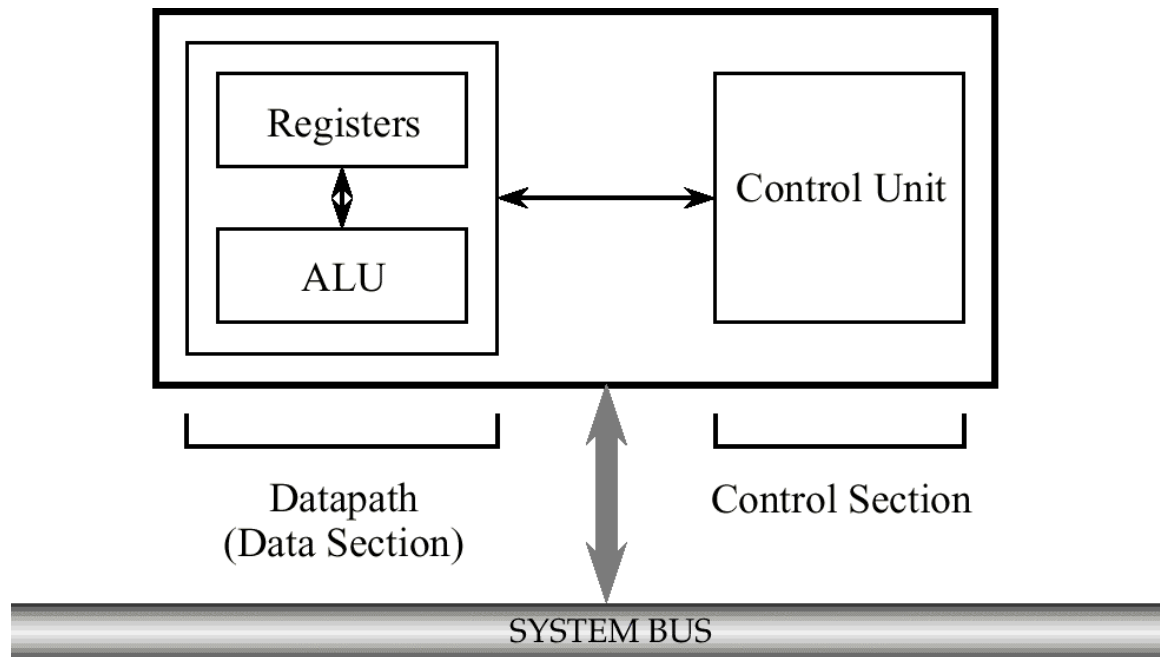 Registers
ALU
Control Unit
Datapath
(Data Section)
Control Section
SYSTEM BUS